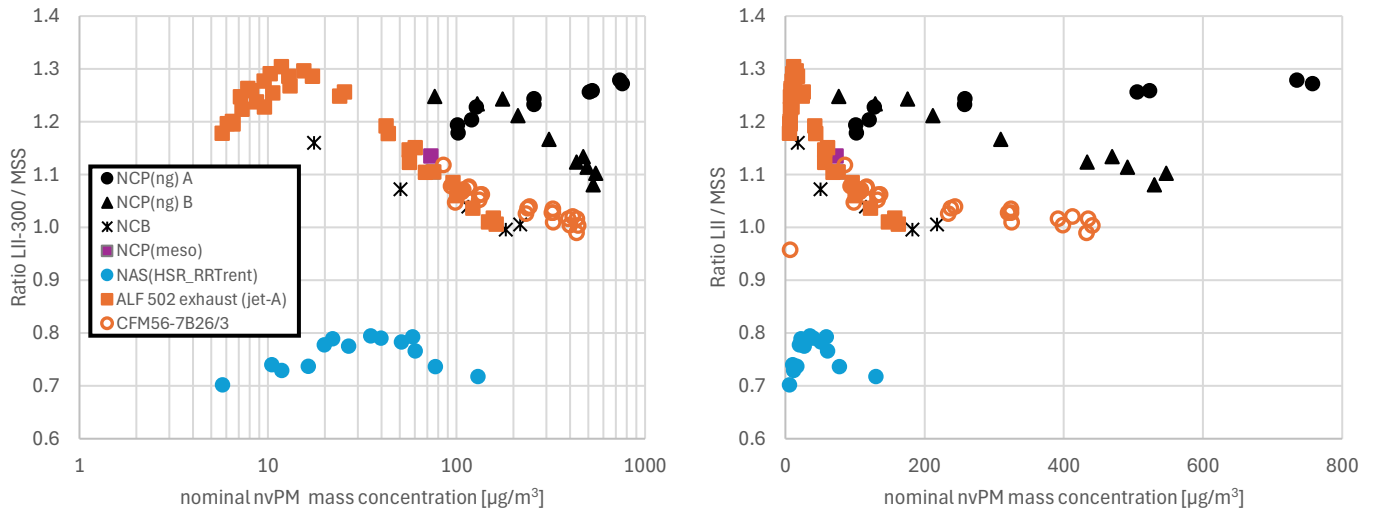 1.4
1.3
1.2
1.1
1.0
0.9
0.8
0.7
0.6
Ratio LII-300 / MSS
NCP(ng) A
NCP(ng) B
NCB
NCP(meso)
NAS(HSR_RRTrent)
ALF 502 exhaust (jet-A)
CFM56-7B26/3
1 10 100 1000
nominal nvPM  mass concentration [µg/m³]
1.4
1.3
1.2
1.1
1.0
0.9
0.8
0.7
0.6
Ratio LII / MSS
0 200 400 600 800
nominal nvPM mass concentration [µg/m³]